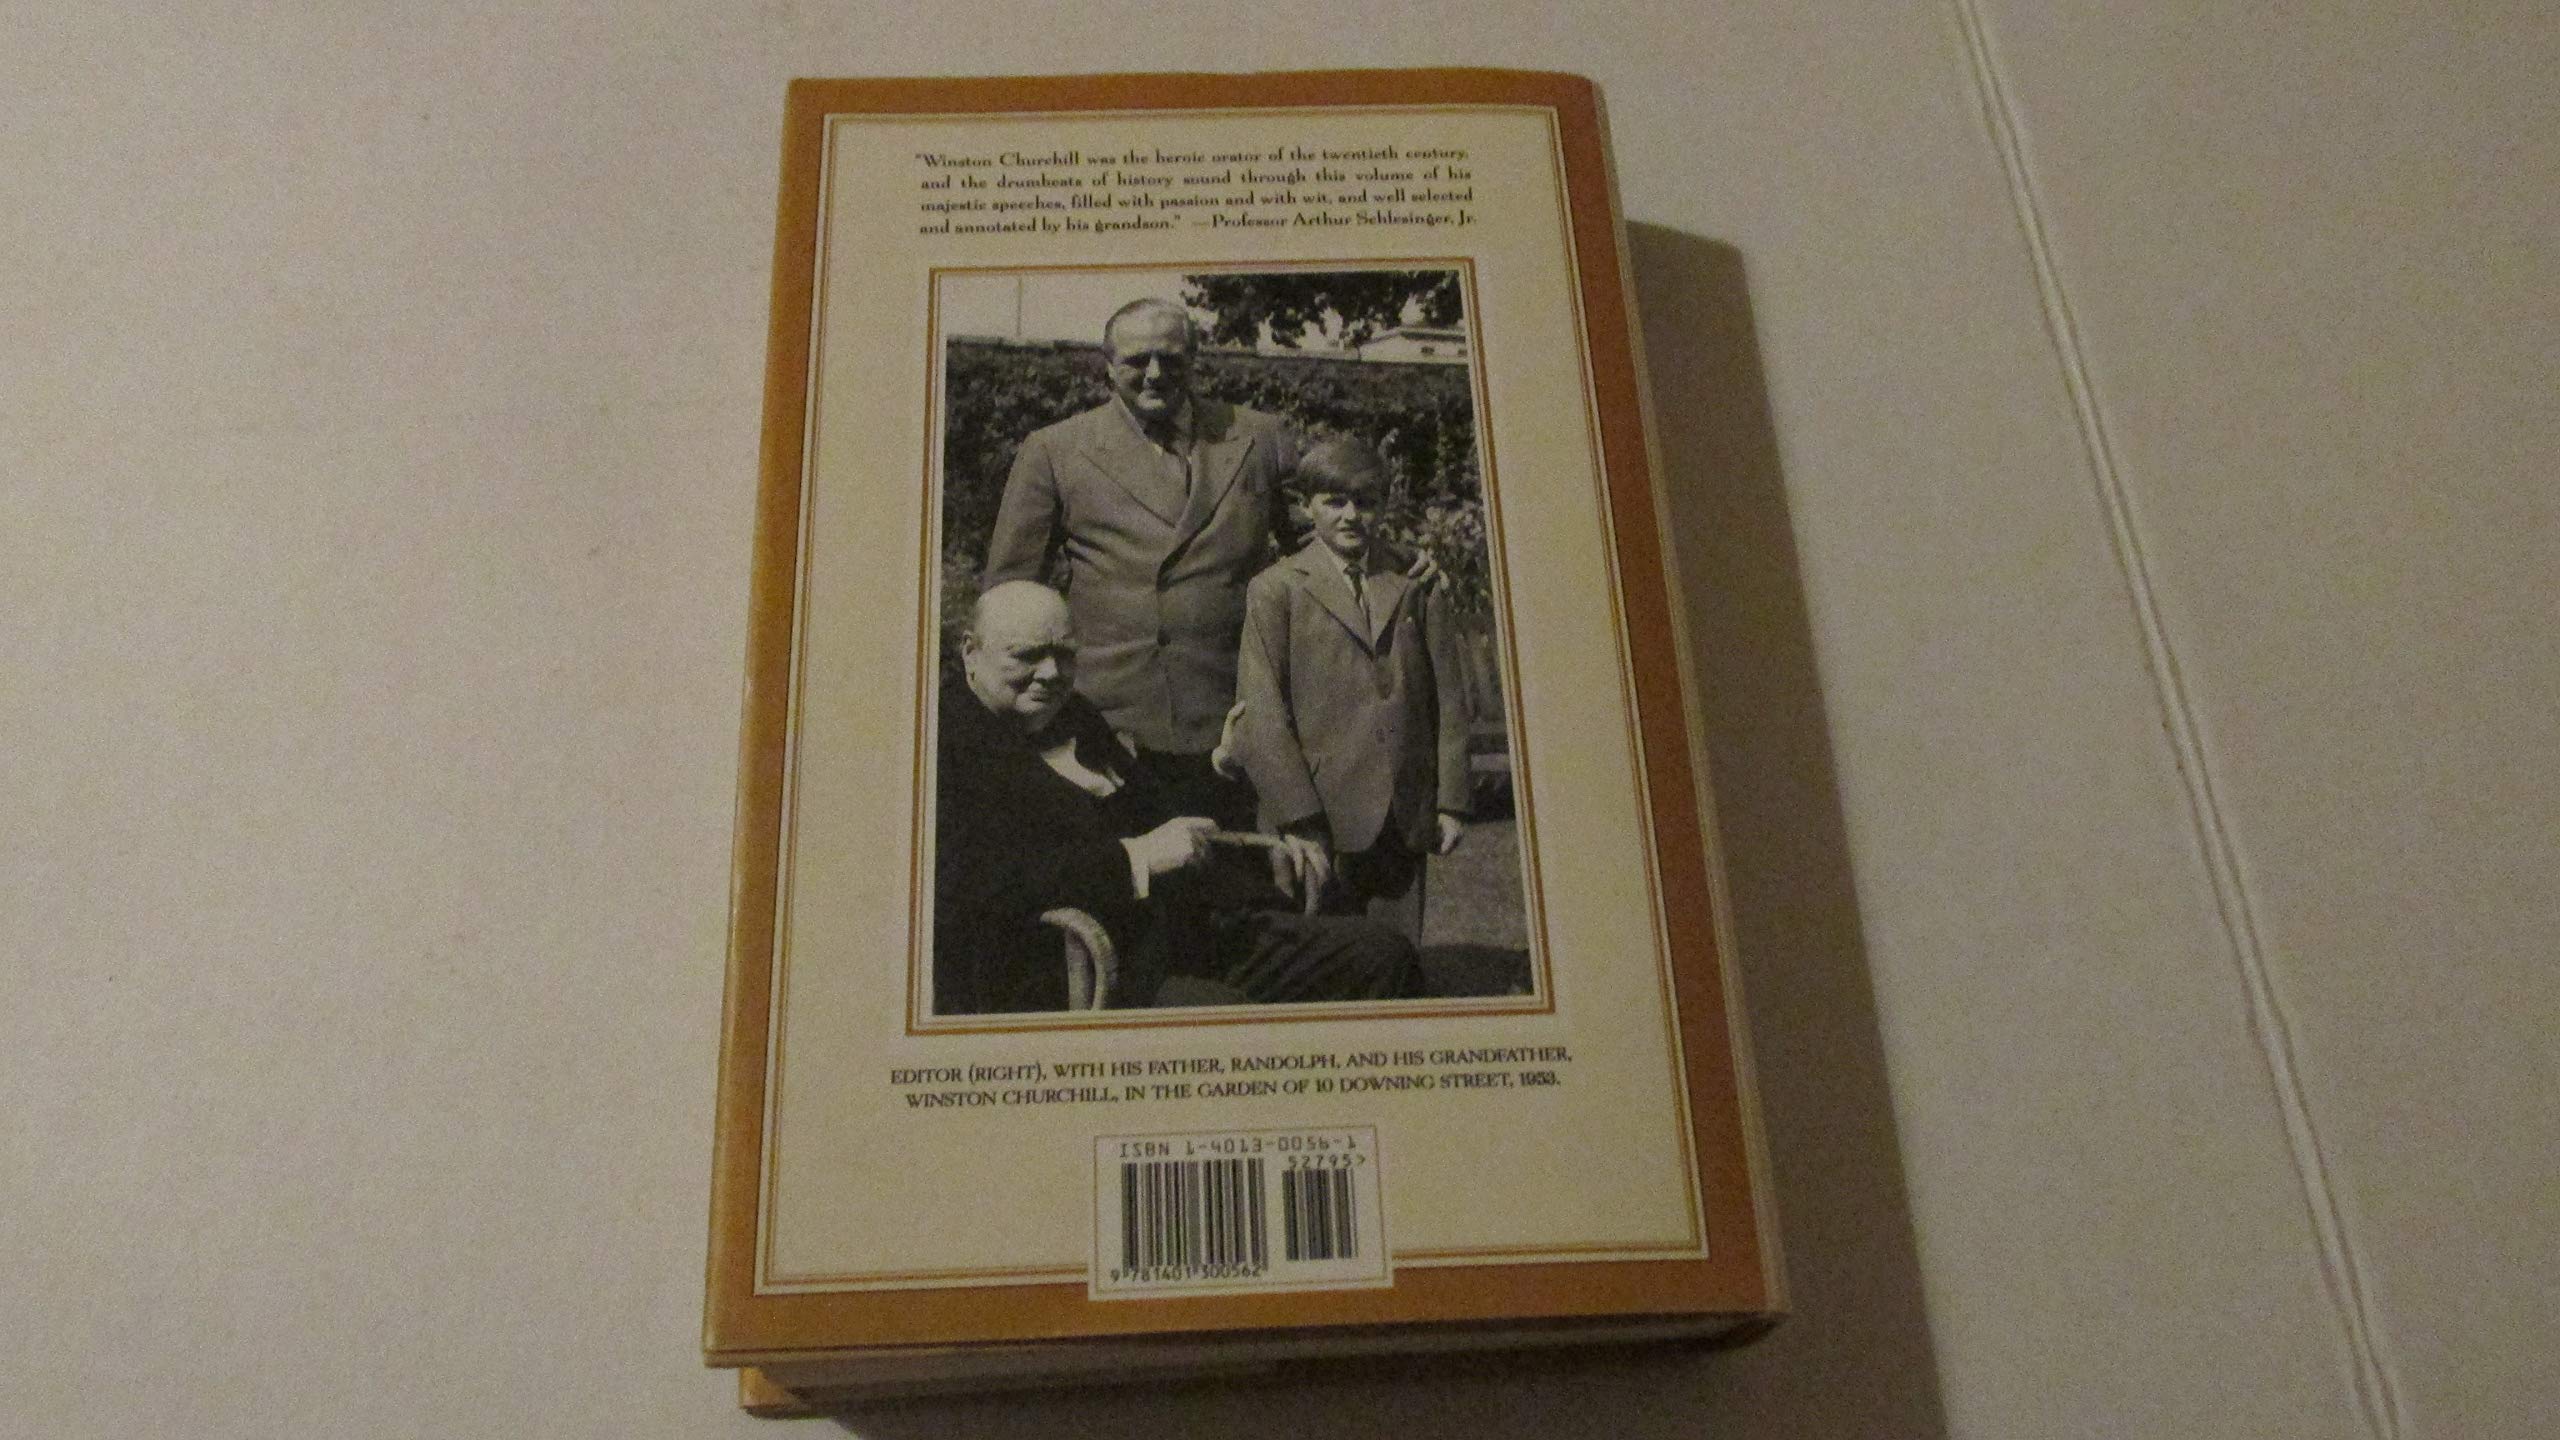 "Winston Churchill was the heroic orator of the twentieth century,
and the drumbeats of history sound through this volume of his
majestic speeches, filled with passion and with wit, and well selected
and annotated by his grandson." —Professor Arthur Schlesinger, Jr.
EDITOR (RIGHT), WITH HIS FATHER, RANDOLPH, AND HIS GRANDFATHER,
WINSTON CHURCHILL, IN THE GARDEN OF 10 DOWNING STREET, 1953.
ISBN 1-4013-0056-1
52795>
9 781401 300562